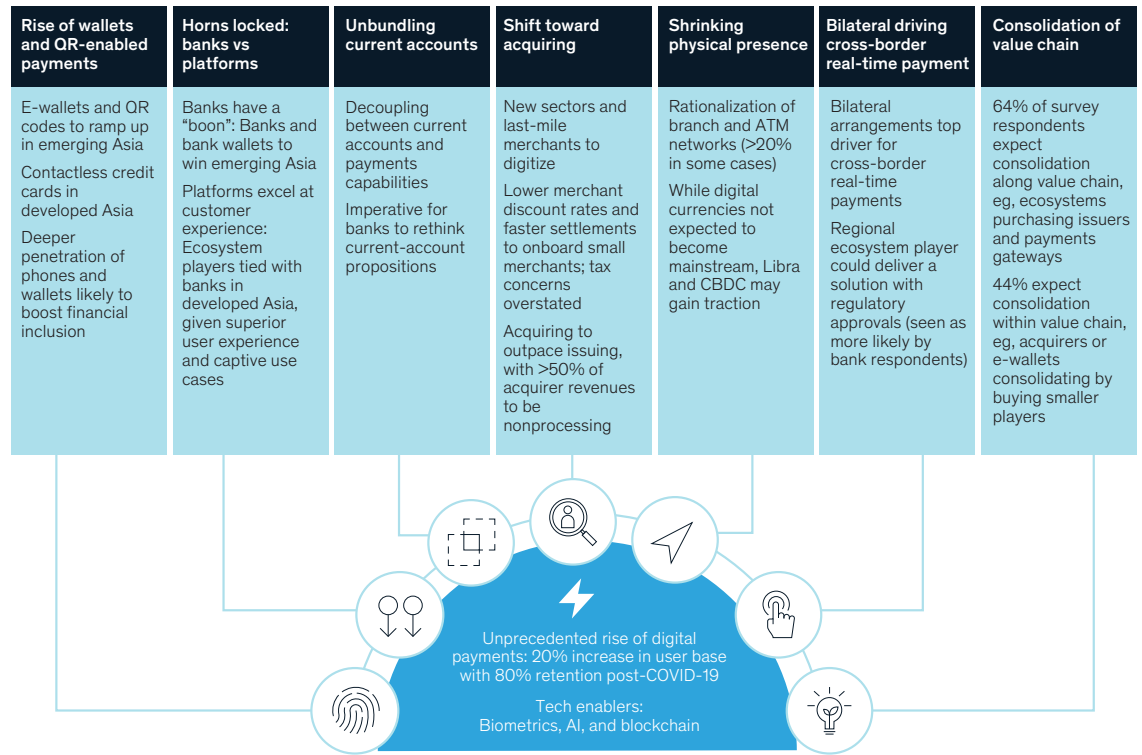 Rise of wallets
and QR-enabled
payments
E-wallets and QR
codes to ramp up
in emerging Asia
Contactless credit
cards in
developed Asia
Deeper
penetration of
phones and
wallets likely to
boost financial
inclusion
Horns locked:
banks vs
platforms
Banks have a
“boon”: Banks and
bank wallets to
win emerging Asia
Platforms excel at
customer
experience:
Ecosystem
players tied with
banks in
developed Asia,
given superior
user experience
and captive use
cases
Unbundling
current accounts
Decoupling
between current
accounts and
payments
capabilities
Imperative for
banks to rethink
current-account
propositions
Shift toward
acquiring
New sectors and
last-mile
merchants to
digitize
Lower merchant
discount rates and
faster settlements
to onboard small
merchants; tax
concerns
overstated
Acquiring to
outpace issuing,
with >50% of
acquirer revenues
to be
nonprocessing
Shrinking
physical presence
Rationalization of
branch and ATM
networks (>20%
in some cases)
While digital
currencies not
expected to
become
mainstream, Libra
and CBDC may
gain traction
Bilateral driving
cross-border
real-time payment
Bilateral
arrangements top
driver for
cross-border
real-time
payments
Regional
ecosystem player
could deliver a
solution with
regulatory
approvals (seen as
more likely by
bank respondents)
Consolidation of
value chain
64% of survey
respondents
expect
consolidation
along value chain,
eg, ecosystems
purchasing issuers
and payments
gateways
44% expect
consolidation
within value chain,
eg, acquirers or
e-wallets
consolidating by
buying smaller
players
Unprecedented rise of digital
payments: 20% increase in user base
with 80% retention post-COVID-19
Tech enablers:
Biometrics, AI, and blockchain